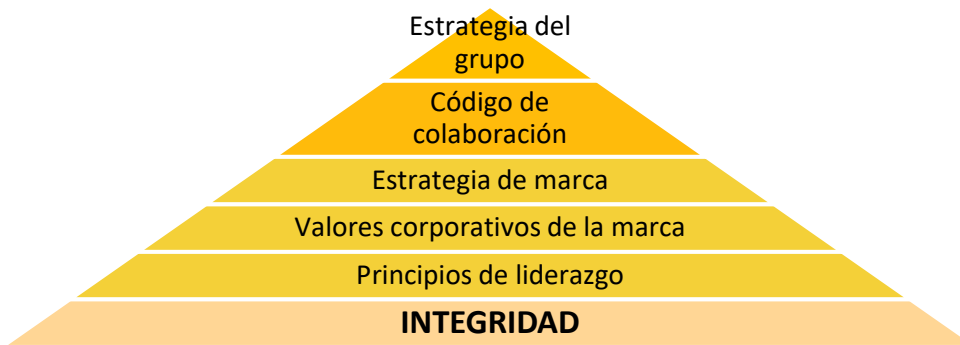 Estrategia del
grupo
Código de
colaboración
Estrategia de marca
Valores corporativos de la marca
Principios de liderazgo
INTEGRIDAD